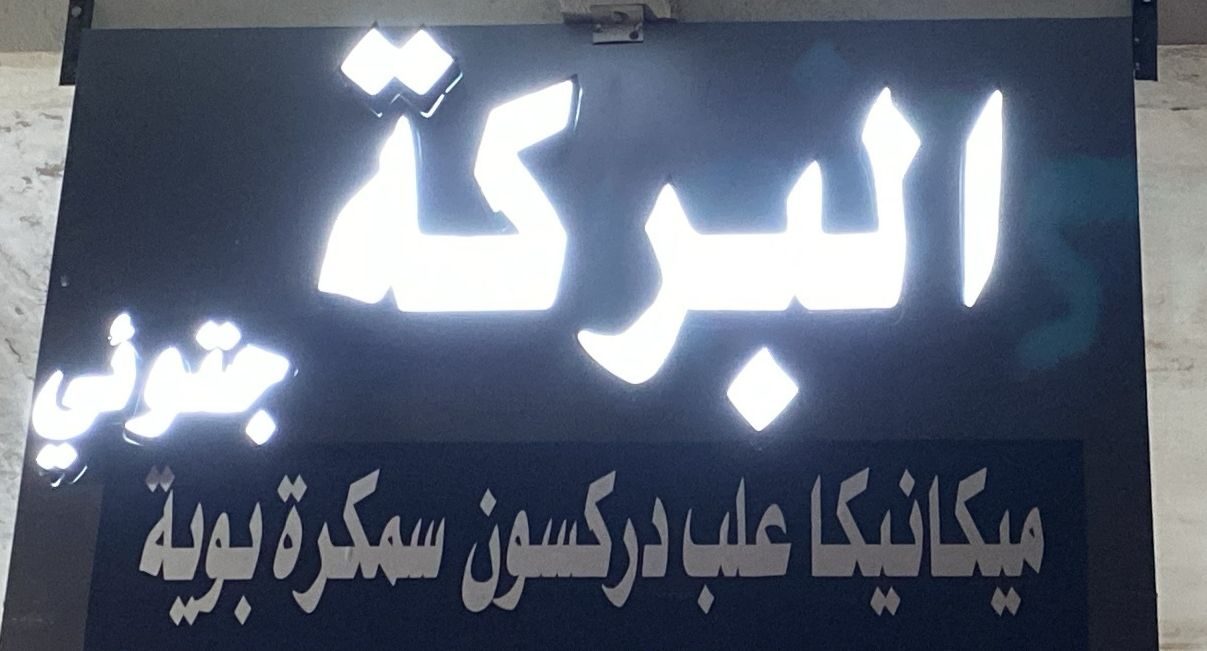 البركة
جتوني
ميكانيكا علب دركسون سمكرة بوية